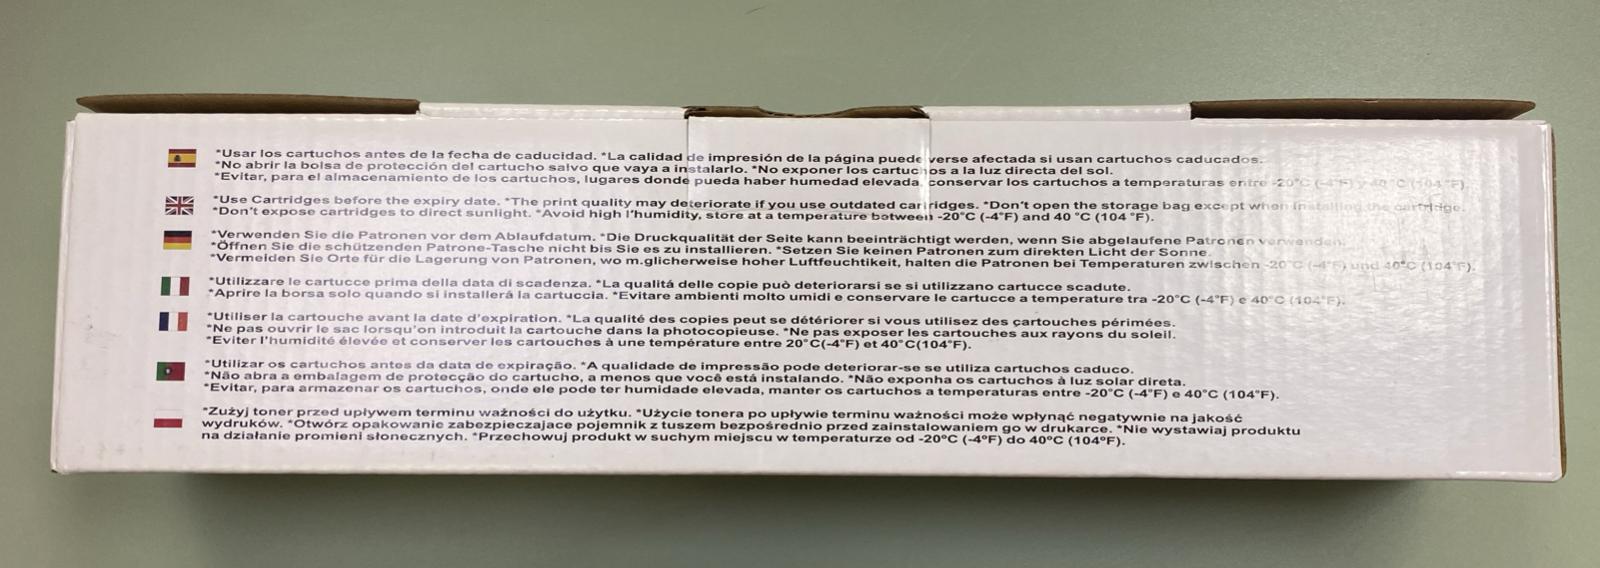 *Usar los cartuchos antes de la fecha de caducidad. *La calidad de impresión de la página puede verse afectada si usan cartuchos caducados.
*No abrir la bolsa de protección del cartucho salvo que vaya a instalarlo. *No exponer los cartuchos a la luz directa del sol.
*Evitar, para el almacenamiento de los cartuchos, lugares donde pueda haber humedad elevada, conservar los cartuchos a temperaturas entre -20°C (-4°F) y 40 °C (104 °F).
*Use Cartridges before the expiry date. *The print quality may deteriorate if you use outdated cartridges. *Don't open the storage bag except when installing the cartridge.
*Don't expose cartridges to direct sunlight. *Avoid high l'humidity, store at a temperature between -20°C (-4°F) and 40 °C (104 °F).
*Verwenden Sie die Patronen vor dem Ablaufdatum. *Die Druckqualität der Seite kann beeinträchtigt werden, wenn Sie abgelaufene Patronen verwenden.
*Öffnen Sie die schützenden Patrone-Tasche nicht bis Sie es zu installieren. *Setzen Sie keinen Patronen zum direkten Licht der Sonne.
*Vermeiden Sie Orte für die Lagerung von Patronen, wo m.glicherweise hoher Luftfeuchtigkeit, halten die Patronen bei Temperaturen zwischen -20°C (-4°F) und 40°C (104°F).
*Utilizzare le cartucce prima della data di scadenza. *La qualitá delle copie può deteriorarsi se si utilizzano cartucce scadute.
*Aprire la borsa solo quando si installerá la cartuccia. *Evitare ambienti molto umidi e conservare le cartucce a temperature tra -20°C (-4°F) e 40°C (104°F).
*Utiliser la cartouche avant la date d'expiration. *La qualité des copies peut se détériorer si vous utilisez des cartouches périmées.
*Ne pas ouvrir le sac lorsqu'on introduit la cartouche dans la photocopieuse. *Ne pas exposer les cartouches aux rayons du soleil.
*Eviter l'humidité élevée et conserver les cartouches à une température entre 20°C(-4°F) et 40°C(104°F).
*Utilizar os cartuchos antes da data de expiração. *A qualidade de impressão pode deteriorar-se se utiliza cartuchos caduco.
*Não abra a embalagem de protecção do cartucho, a menos que você está instalando. *Não exponha os cartuchos à luz solar direta.
*Evitar, para armazenar os cartuchos, onde ele pode ter humidade elevada, manter os cartuchos a temperaturas entre -20°C (-4°F) e 40°C (104°F).
*Zużyj toner przed upływem terminu ważności do użytku. *Użycie tonera po upływie terminu ważności może wpłynąć negatywnie na jakość
wydruków. *Otwórz opakowanie zabezpieczajace pojemnik z tuszem bezpośrednio przed zainstalowaniem go w drukarce. *Nie wystawiaj produktu
na działanie promieni słonecznych. *Przechowuj produkt w suchym miejscu w temperaturze od -20ºC (-4ºF) do 40ºC (104ºF).